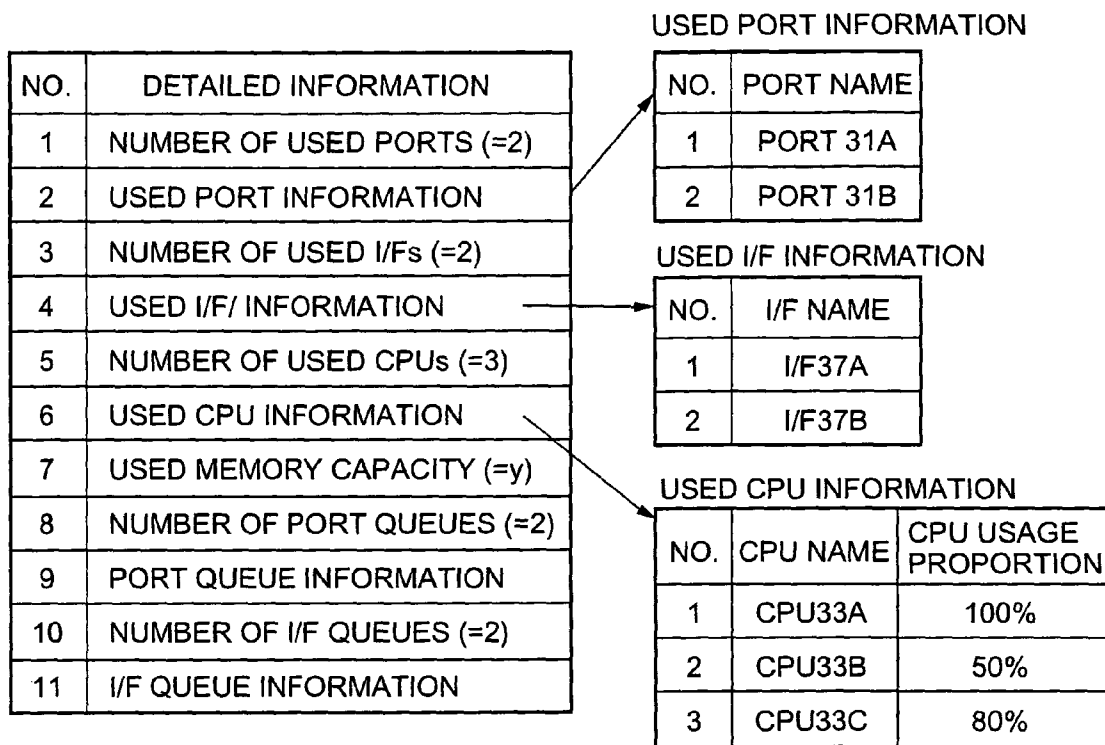 NO. DETAILED INFORMATION
1 NUMBER OF USED PORTS (=2)
2 USED PORT INFORMATION
3 NUMBER OF USED I/Fs (=2)
4 USED I/F/ INFORMATION
5 NUMBER OF USED CPUs (=3)
6 USED CPU INFORMATION
7 USED MEMORY CAPACITY (=y)
8 NUMBER OF PORT QUEUES (=2)
9 PORT QUEUE INFORMATION
10 NUMBER OF I/F QUEUES (=2)
11 I/F QUEUE INFORMATION
USED PORT INFORMATION
NO. PORT NAME
1 PORT 31A
2 PORT 31B
USED I/F INFORMATION
NO. I/F NAME
1 I/F37A
2 I/F37B
USED CPU INFORMATION
NO. CPU NAME CPU USAGE
PROPORTION
1 CPU33A 100%
2 CPU33B 50%
3 CPU33C 80%